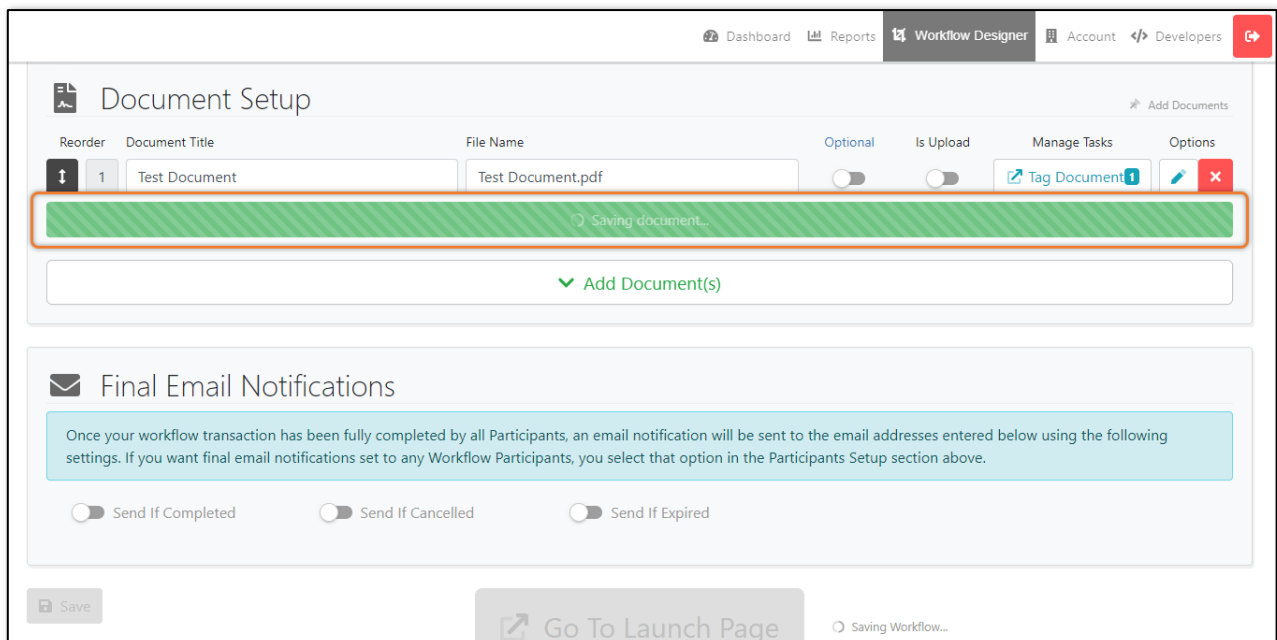 Dashboard Reports Workflow Designer Account </> Developers
Document Setup
Add Documents
Reorder Document Title File Name Optional Is Upload Manage Tasks Options
1 Test Document Test Document.pdf Tag Document 1
Saving document...
Add Document(s)
Final Email Notifications
Once your workflow transaction has been fully completed by all Participants, an email notification will be sent to the email addresses entered below using the following
settings. If you want final email notifications set to any Workflow Participants, you select that option in the Participants Setup section above.
Send If Completed Send If Cancelled Send If Expired
Save
Go To Launch Page
Saving Workflow...